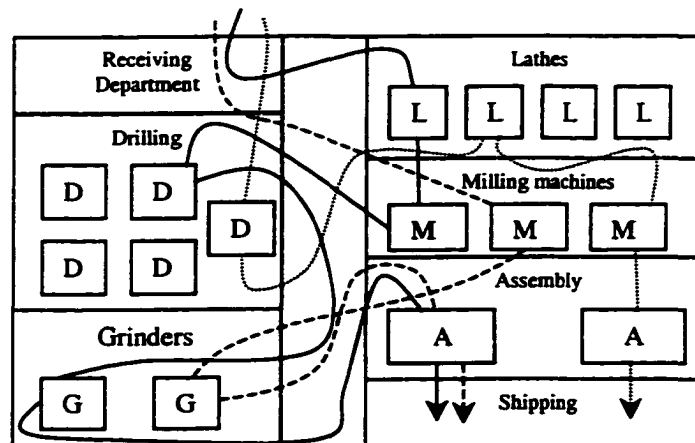 Receiving
Department
Lathes
L L L L
Drilling
D D
D
D D
Milling machines
M M M
Assembly
A A
Grinders
G G
Shipping